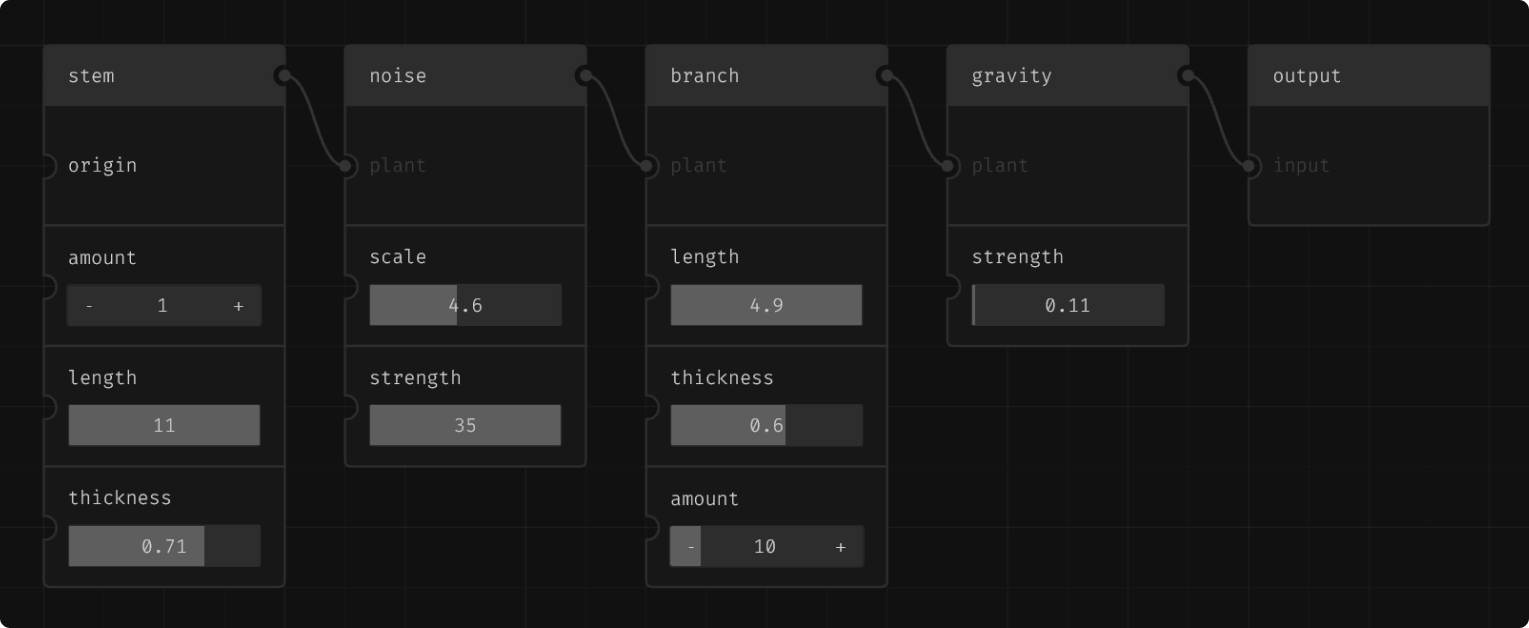 stem
origin
amount
- 1 +
length
11
thickness
0.71
noise
plant
scale
4.6
strength
35
branch
plant
length
4.9
thickness
0.6
amount
- 10 +
gravity
plant
strength
0.11
output
input